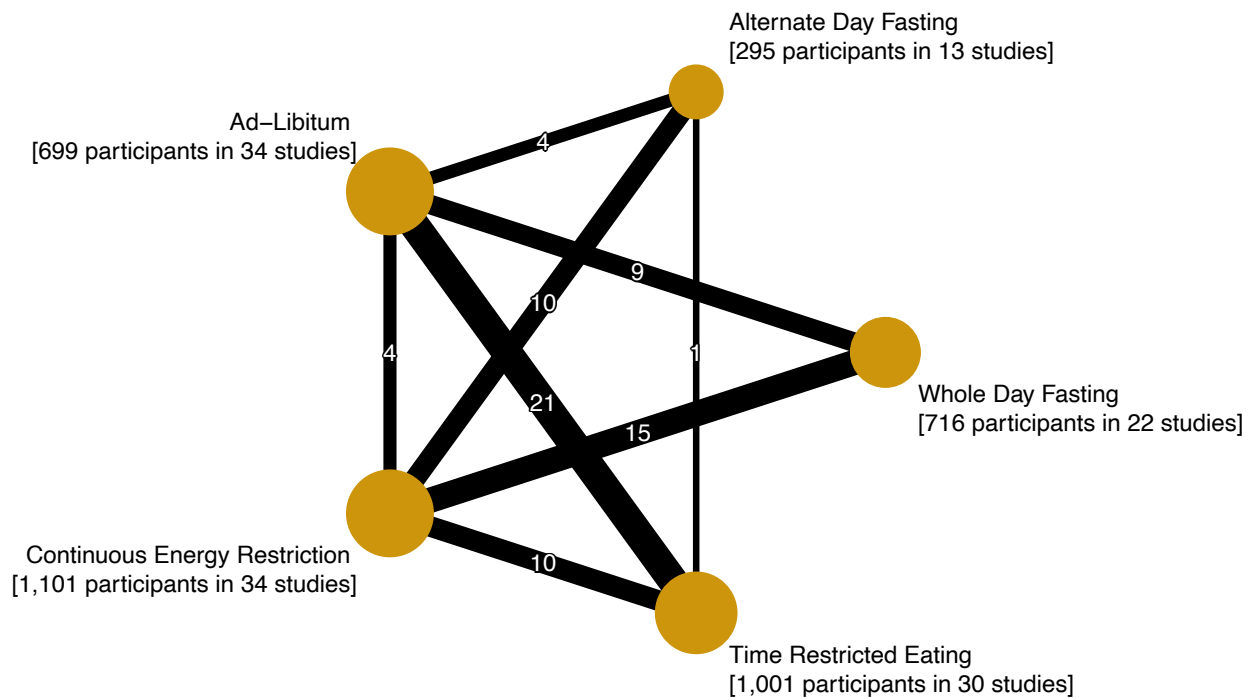 Alternate Day Fasting
[295 participants in 13 studies]
Ad−Libitum
[699 participants in 34 studies]
4
9
10
4
1
21
Whole Day Fasting
[716 participants in 22 studies]
15
Continuous Energy Restriction
[1,101 participants in 34 studies]
10
Time Restricted Eating
[1,001 participants in 30 studies]